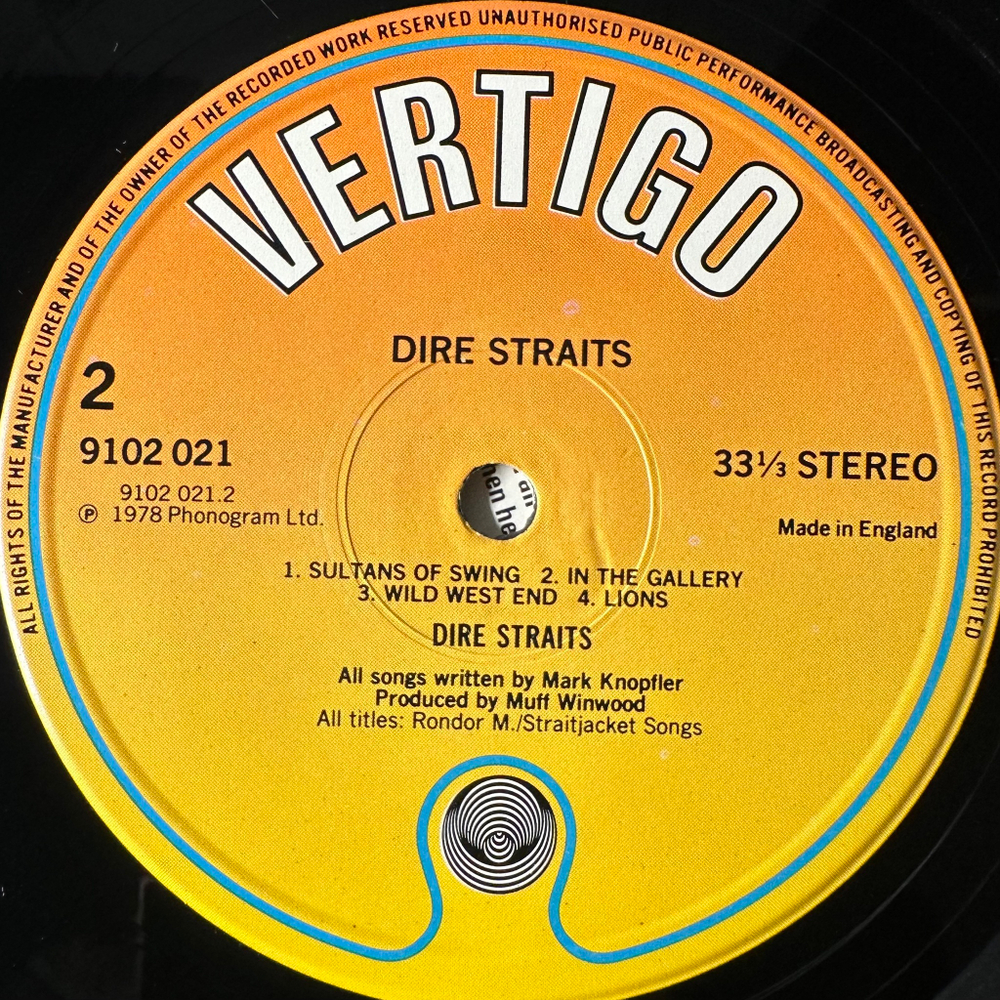 ALL RIGHTS OF THE MANUFACTURER AND OF THE OWNER OF THE RECORDED WORK RESERVED UNAUTHORISED PUBLIC PERFORMANCE BROADCASTING AND COPYING OF THIS RECORD PROHIBITED
VERTIGO
DIRE STRAITS
2
9102 021
33⅓ STEREO
9102 021.2
℗ 1978 Phonogram Ltd.
Made in England
1. SULTANS OF SWING 2. IN THE GALLERY
3. WILD WEST END 4. LIONS
DIRE STRAITS
All songs written by Mark Knopfler
Produced by Muff Winwood
All titles: Rondor M./Straitjacket Songs